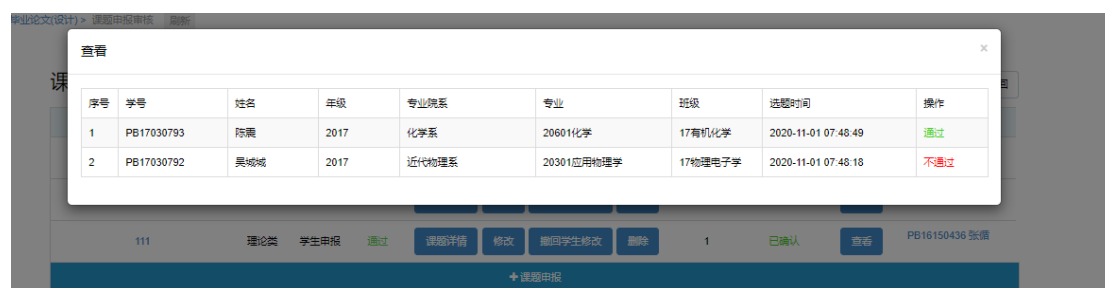 毕业论文(设计) > 课题申报审核 刷新
查看 ×
课
序号 学号 姓名 年级 专业院系 专业 班级 选题时间 操作
1 PB17030793 陈震 2017 化学系 20601化学 17有机化学 2020-11-01 07:48:49 通过
2 PB17030792 吴城城 2017 近代物理系 20301应用物理学 17物理电子学 2020-11-01 07:48:18 不通过
111 理论类 学生申报 通过 课题详情 修改 撤回学生修改 删除 1 已确认 查看 PB16150436 张偱
+课题申报